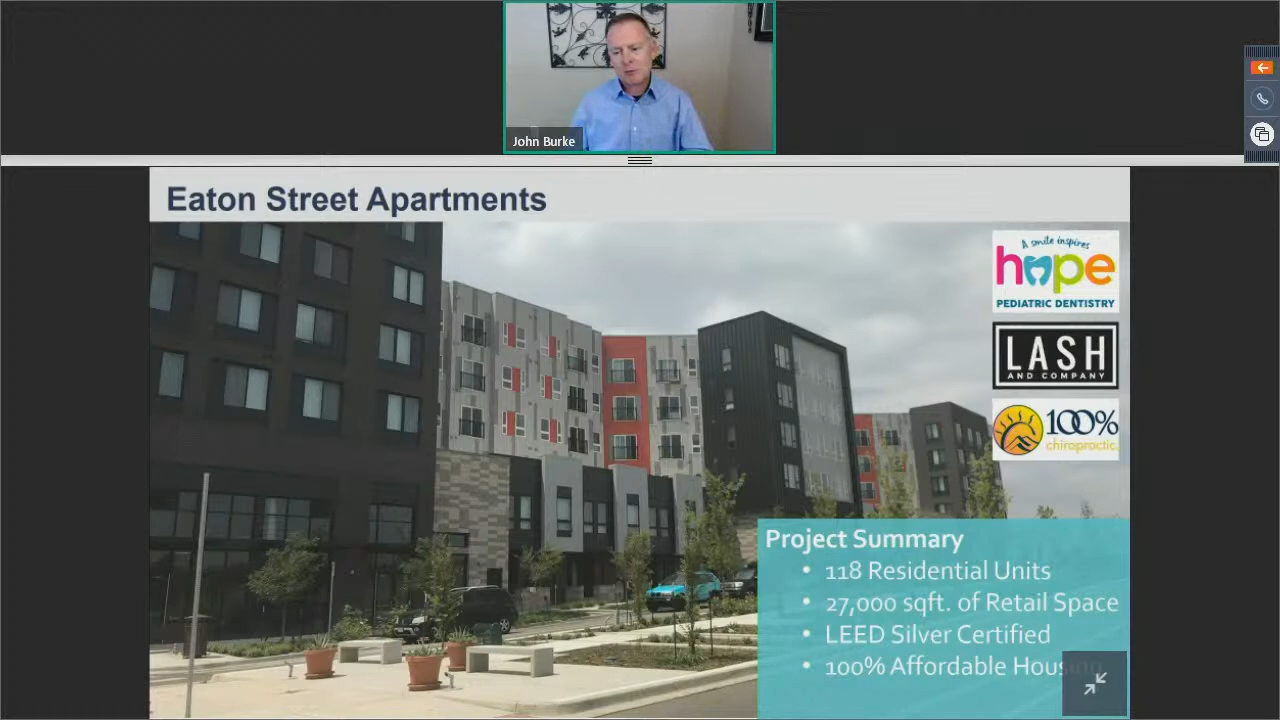 John Burke
Eaton Street Apartments
A smile inspires
hope
PEDIATRIC DENTISTRY
LASH
AND COMPANY
100%
chiropractic.
Project Summary
• 118 Residential Units
• 27,000 sqft. of Retail Space
• LEED Silver Certified
• 100% Affordable Housing